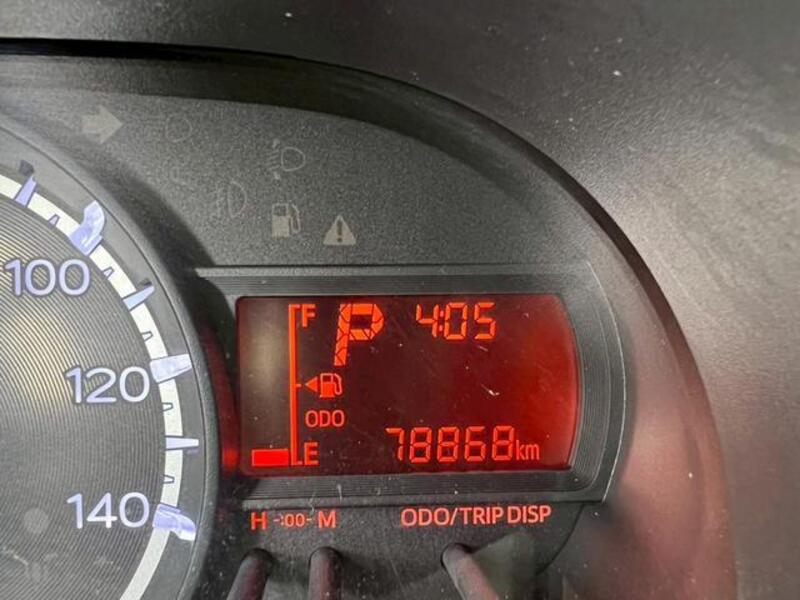 100
120
140
F
P 4:05
ODO
E
78868km
H -:00- M
ODO/TRIP DISP